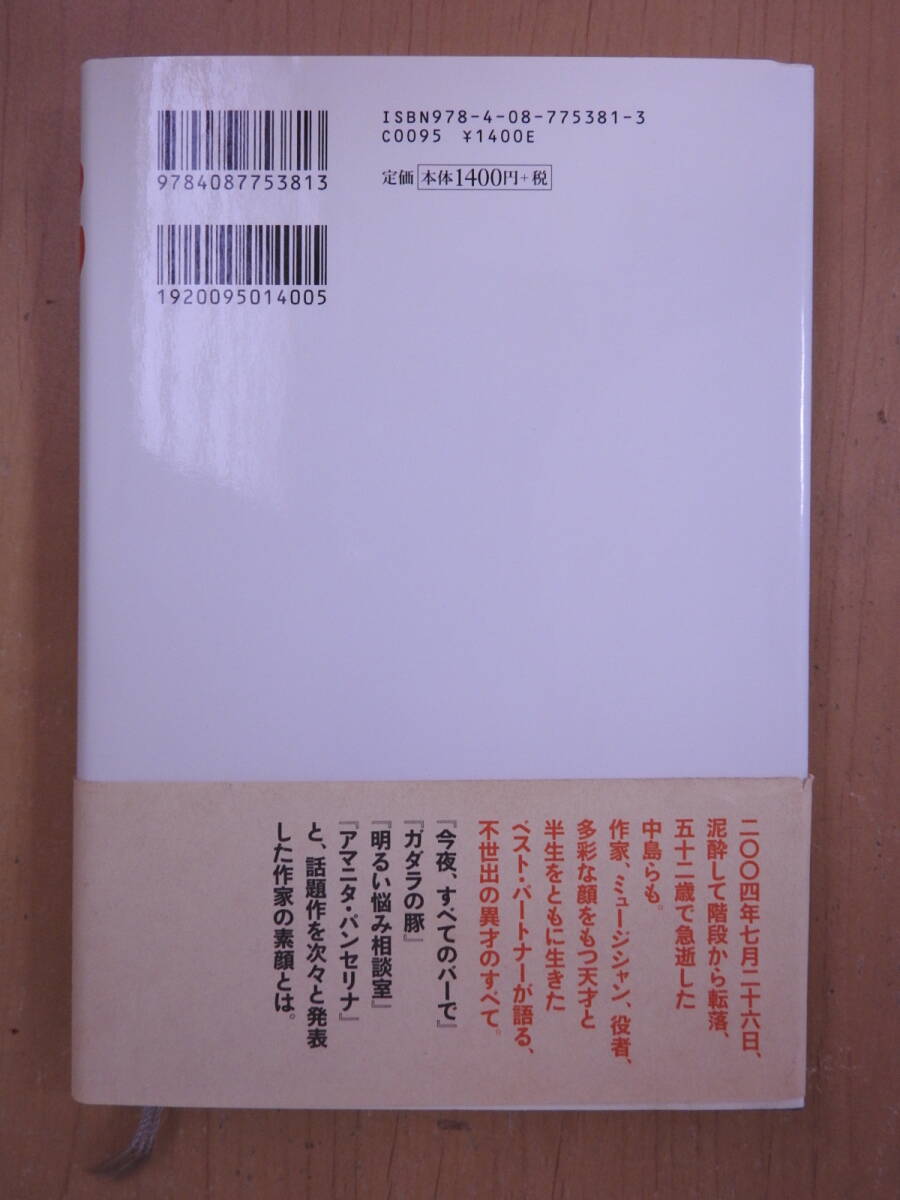 ISBN978-4-08-775381-3
C0095 ¥1400E
定価 本体1400円+税
9784087753813
1920095014005
二〇〇四年七月二十六日、
泥酔して階段から転落、
五十二歳で急逝した
中島らも。
作家、ミュージシャン、役者、
多彩な顔をもつ天才と
半生をともに生きた
ベスト・パートナーが語る、
不世出の異才のすべて。
『今夜、すべてのバーで』
『ガダラの豚』
『明るい悩み相談室』
『アマニタ・パンセリナ』
と、話題作を次々と発表
した作家の素顔とは。